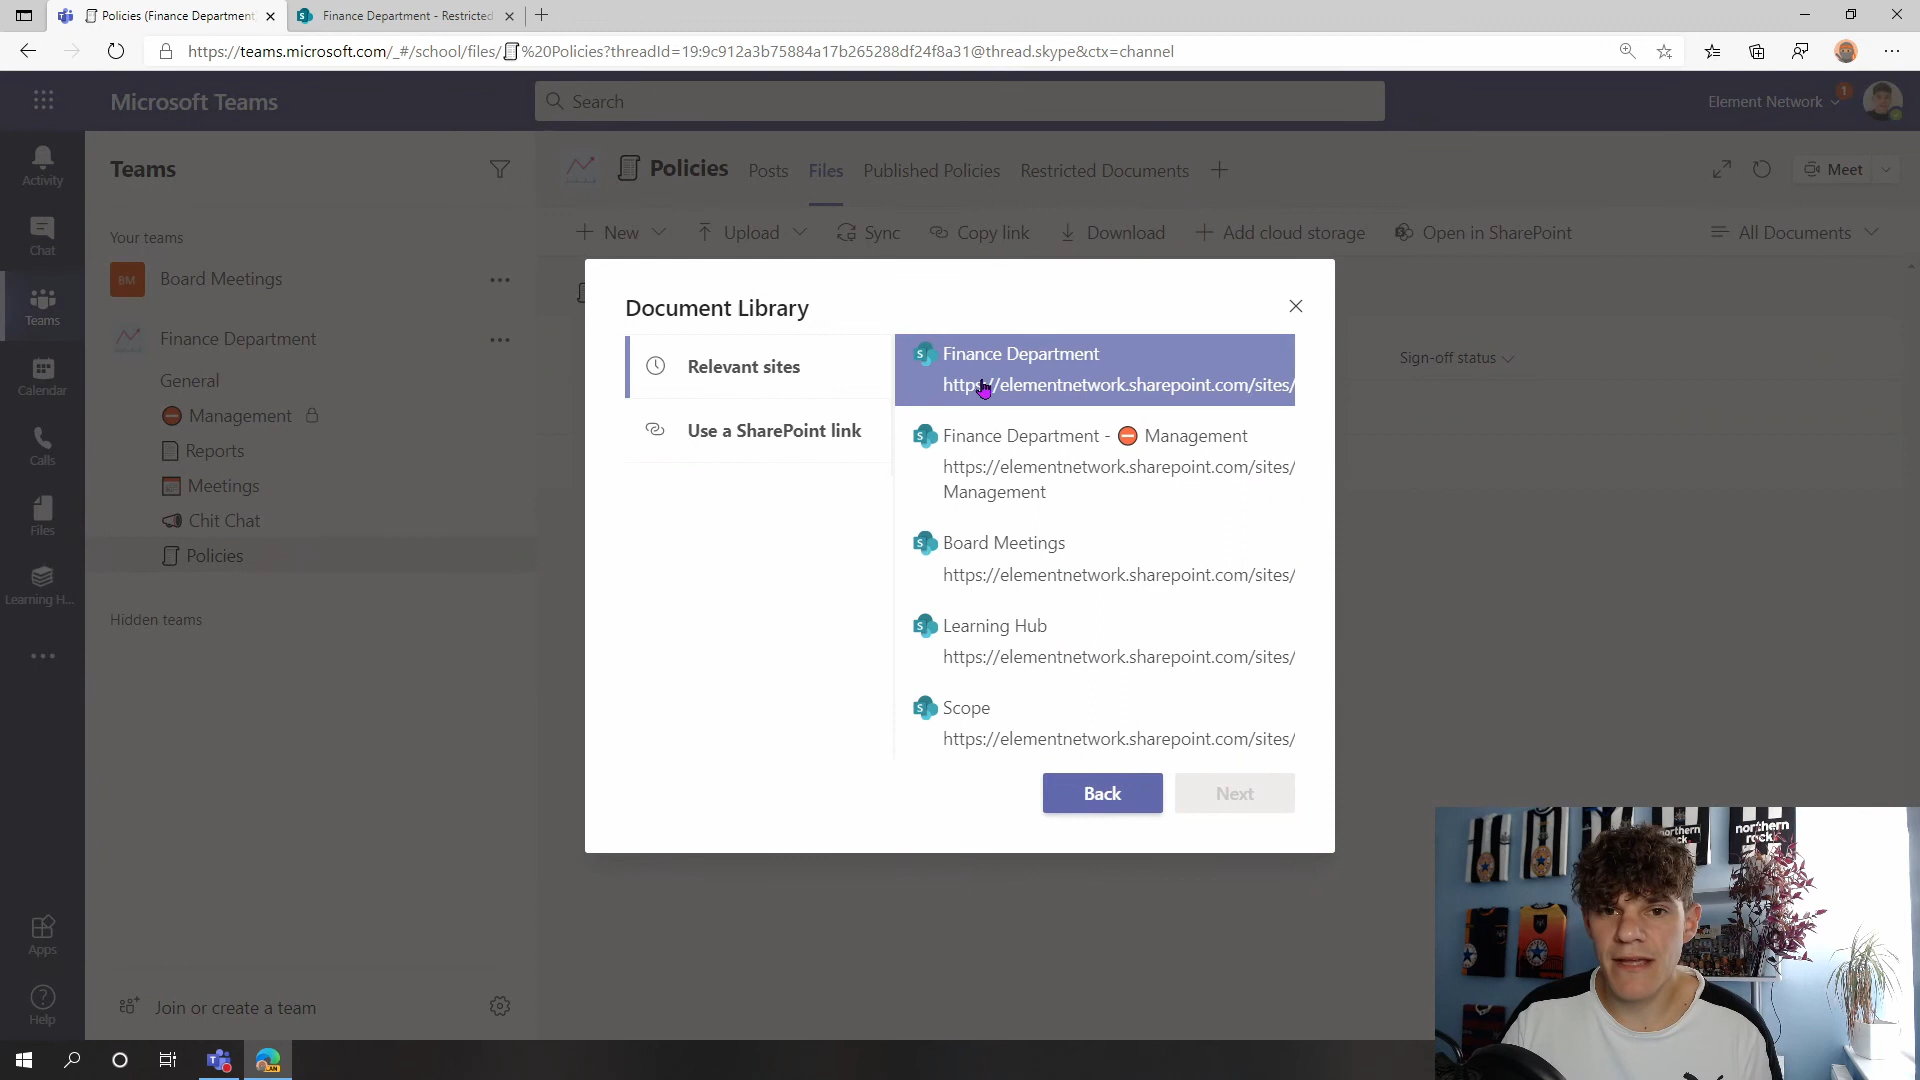 Policies (Finance Department
Finance Department - Restricted
https://teams.microsoft.com/_#/school/files/%20Policies?threadId=19:9c912a3b75884a17b265288df24f8a31@thread.skype&ctx=channel
Microsoft Teams
Search
Element Network
1
Activity
Chat
Teams
Calendar
Calls
Files
Learning H...
Apps
Help
Teams
Your teams
BM
Board Meetings
Finance Department
General
Management
Reports
Meetings
Chit Chat
Policies
Hidden teams
Join or create a team
Policies
Posts
Files
Published Policies
Restricted Documents
Meet
New
Upload
Sync
Copy link
Download
Add cloud storage
Open in SharePoint
All Documents
Sign-off status
Document Library
Relevant sites
Use a SharePoint link
Finance Department
https://elementnetwork.sharepoint.com/sites/
Finance Department - Management
https://elementnetwork.sharepoint.com/sites/
Management
Board Meetings
https://elementnetwork.sharepoint.com/sites/
Learning Hub
https://elementnetwork.sharepoint.com/sites/
Scope
https://elementnetwork.sharepoint.com/sites/
Back
Next
northern
rock
northern
rock